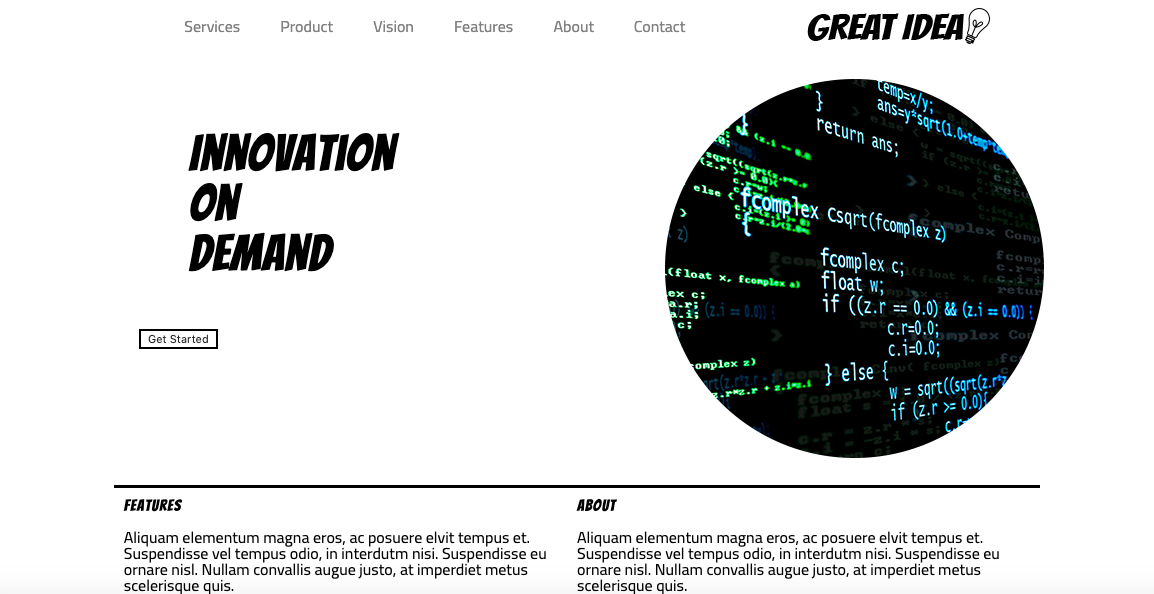 Services Product Vision Features About Contact
GREAT IDEA
INNOVATION
ON
DEMAND
Get Started
temp=x/y;
}
ans=y*sqrt(1.0+temp*te
return ans;
}
else {
fcomplex Csqrt(fcomplex z)
{
fcomplex c;
float w;
if ((z.r == 0.0) && (z.i == 0.0)) {
c.r=0.0;
c.i=0.0;
} else {
w = sqrt((sqrt(z.r*z
if (z.r >= 0.0){
(float x, fcomplex a)
FEATURES
Aliquam elementum magna eros, ac posuere elvit tempus et.
Suspendisse vel tempus odio, in interdutm nisi. Suspendisse eu
ornare nisl. Nullam convallis augue justo, at imperdiet metus
scelerisque quis.
ABOUT
Aliquam elementum magna eros, ac posuere elvit tempus et.
Suspendisse vel tempus odio, in interdutm nisi. Suspendisse eu
ornare nisl. Nullam convallis augue justo, at imperdiet metus
scelerisque quis.